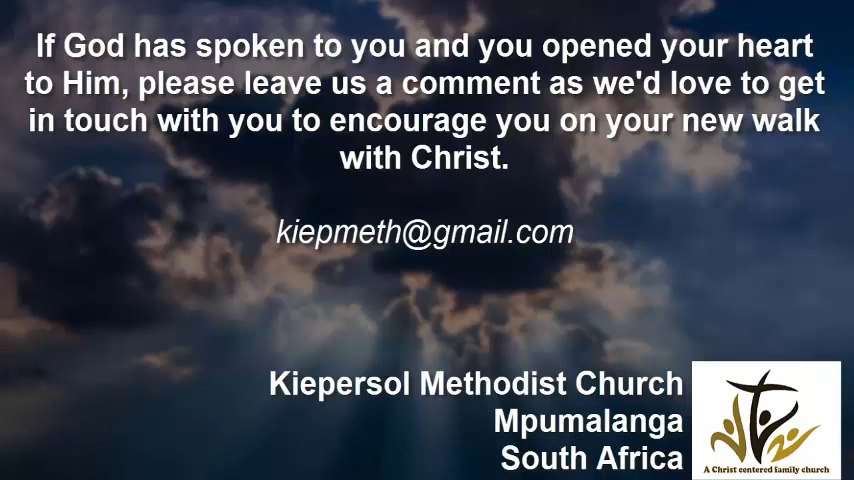 If God has spoken to you and you opened your heart
to Him, please leave us a comment as we'd love to get
in touch with you to encourage you on your new walk
with Christ.
kiepmeth@gmail.com
Kiepersol Methodist Church
Mpumalanga
South Africa
A Christ centered family church